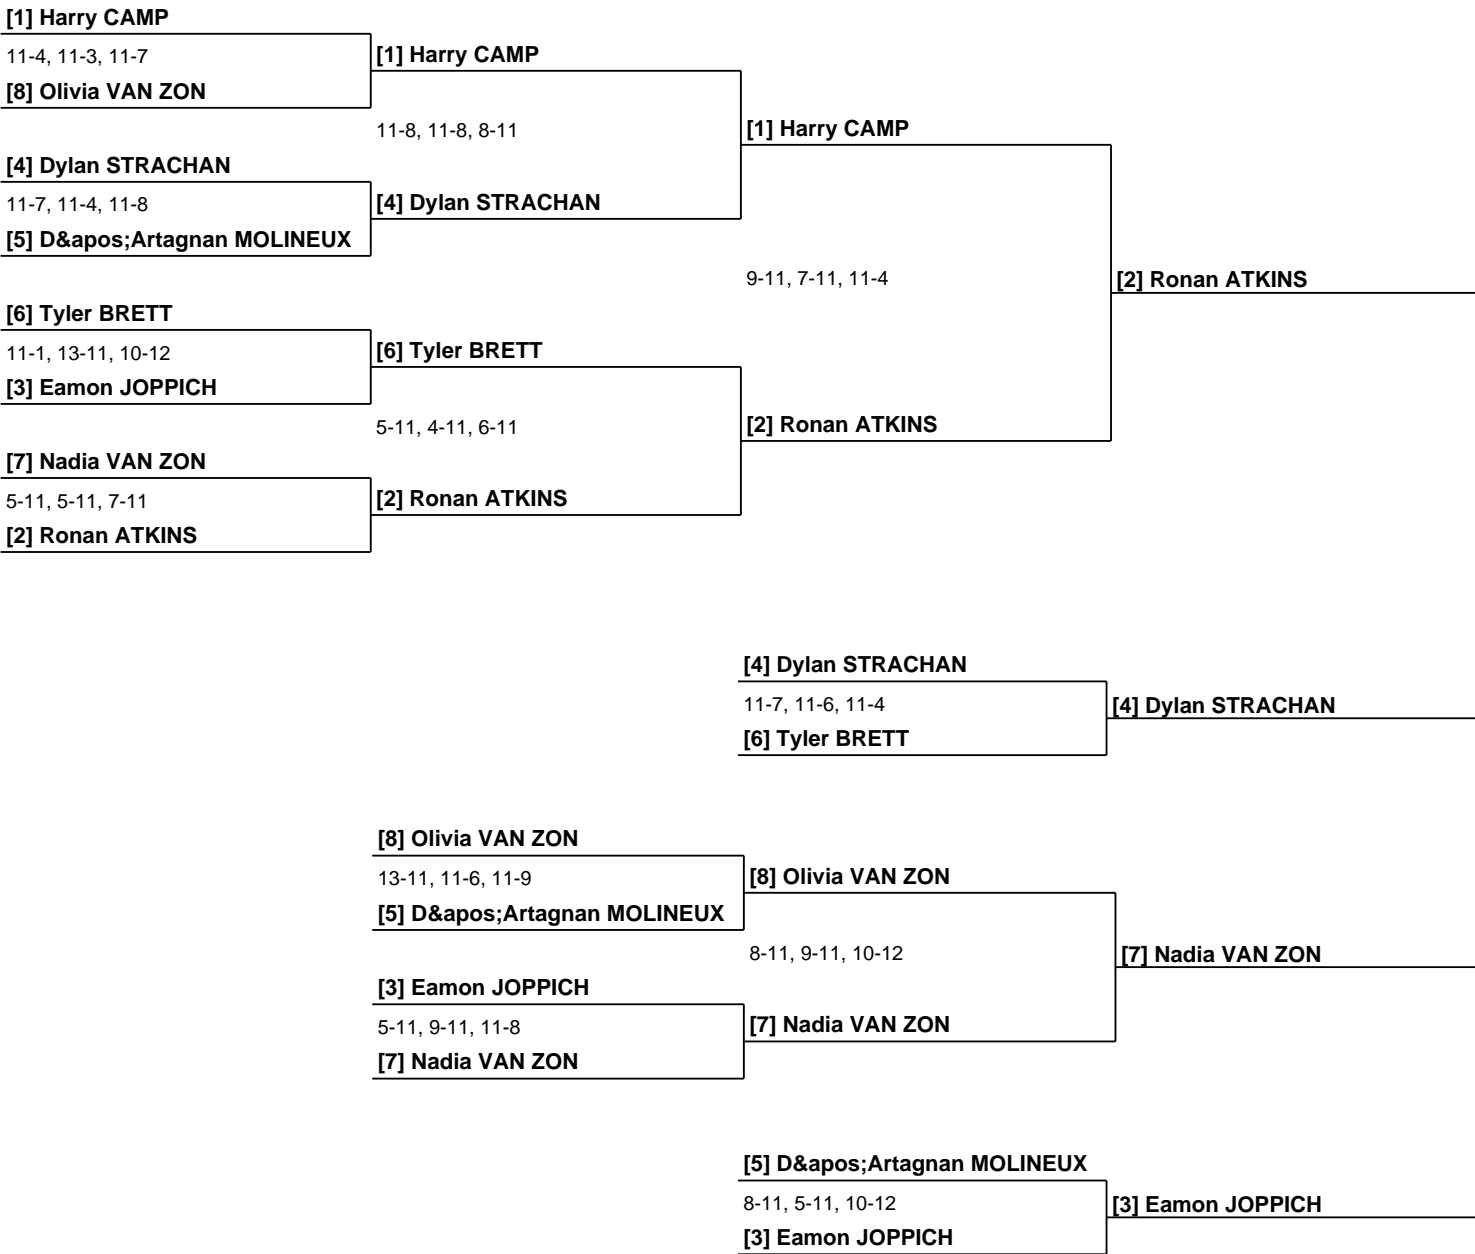 [1] Harry CAMP
11-4, 11-3, 11-7
[8] Olivia VAN ZON
[1] Harry CAMP
11-8, 11-8, 8-11
[1] Harry CAMP
[4] Dylan STRACHAN
11-7, 11-4, 11-8
[5] D&apos;Artagnan MOLINEUX
[4] Dylan STRACHAN
9-11, 7-11, 11-4
[2] Ronan ATKINS
[6] Tyler BRETT
11-1, 13-11, 10-12
[3] Eamon JOPPICH
[6] Tyler BRETT
5-11, 4-11, 6-11
[2] Ronan ATKINS
[7] Nadia VAN ZON
5-11, 5-11, 7-11
[2] Ronan ATKINS
[2] Ronan ATKINS
[4] Dylan STRACHAN
11-7, 11-6, 11-4
[6] Tyler BRETT
[4] Dylan STRACHAN
[8] Olivia VAN ZON
13-11, 11-6, 11-9
[5] D&apos;Artagnan MOLINEUX
[8] Olivia VAN ZON
8-11, 9-11, 10-12
[7] Nadia VAN ZON
[3] Eamon JOPPICH
5-11, 9-11, 11-8
[7] Nadia VAN ZON
[7] Nadia VAN ZON
[5] D&apos;Artagnan MOLINEUX
8-11, 5-11, 10-12
[3] Eamon JOPPICH
[3] Eamon JOPPICH